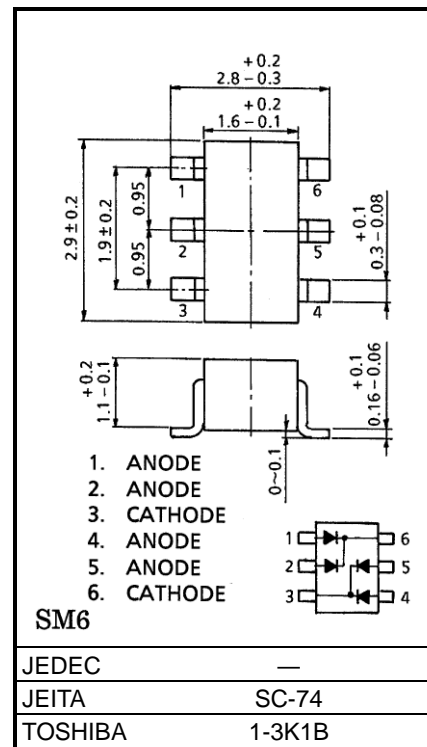 + 0.2
2.8 – 0.3
+ 0.2
1.6 – 0.1
2.9 ± 0.2
1.9 ± 0.2
0.95
0.95
1
2
3
6
5
4
+ 0.1
0.3 – 0.08
+ 0.2
1.1 – 0.1
+ 0.1
0.16 – 0.06
0~0.1
1. ANODE
2. ANODE
3. CATHODE
4. ANODE
5. ANODE
6. CATHODE
1 6
2 5
3 4
SM6
JEDEC —
JEITA SC-74
TOSHIBA 1-3K1B